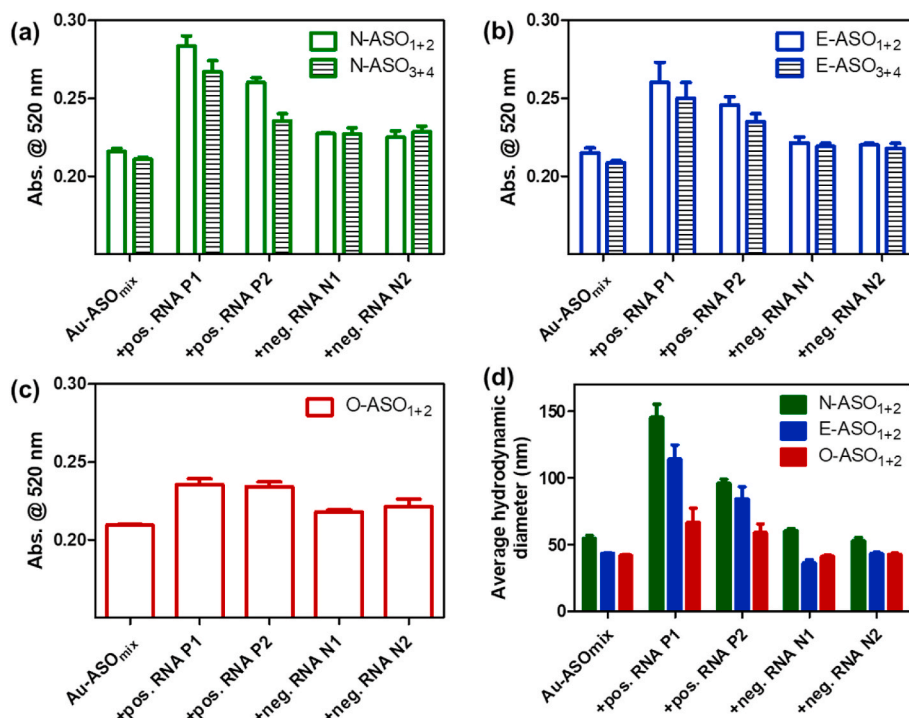 (a)
0.30
0.25
0.20
Abs. @ 520 nm
N-ASO₁₊₂
N-ASO₃₊₄
Au-ASOₘᵢₓ
+pos. RNA P1
+pos. RNA P2
+neg. RNA N1
+neg. RNA N2
(b)
0.30
0.25
0.20
Abs. @ 520 nm
E-ASO₁₊₂
E-ASO₃₊₄
Au-ASOₘᵢₓ
+pos. RNA P1
+pos. RNA P2
+neg. RNA N1
+neg. RNA N2
(c)
0.30
0.25
0.20
Abs. @ 520 nm
O-ASO₁₊₂
Au-ASOₘᵢₓ
+pos. RNA P1
+pos. RNA P2
+neg. RNA N1
+neg. RNA N2
(d)
150
100
50
0
Average hydrodynamic
diameter (nm)
N-ASO₁₊₂
E-ASO₁₊₂
O-ASO₁₊₂
Au-ASOmix
+pos. RNA P1
+pos. RNA P2
+neg. RNA N1
+neg. RNA N2